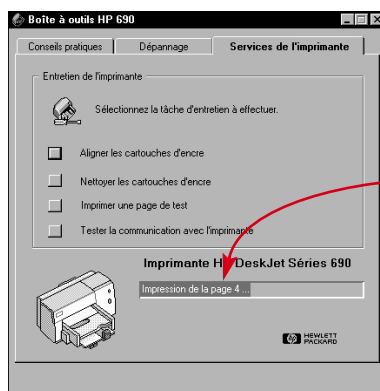 Boîte à outils HP 690
Conseils pratiques
Dépannage
Services de l'imprimante
Entretien de l'imprimante
Sélectionnez la tâche d'entretien à effectuer.
Aligner les cartouches d'encre
Nettoyer les cartouches d'encre
Imprimer une page de test
Tester la communication avec l'imprimante
Imprimante HP DeskJet Séries 690
Impression de la page 4 ...
HEWLETT
PACKARD